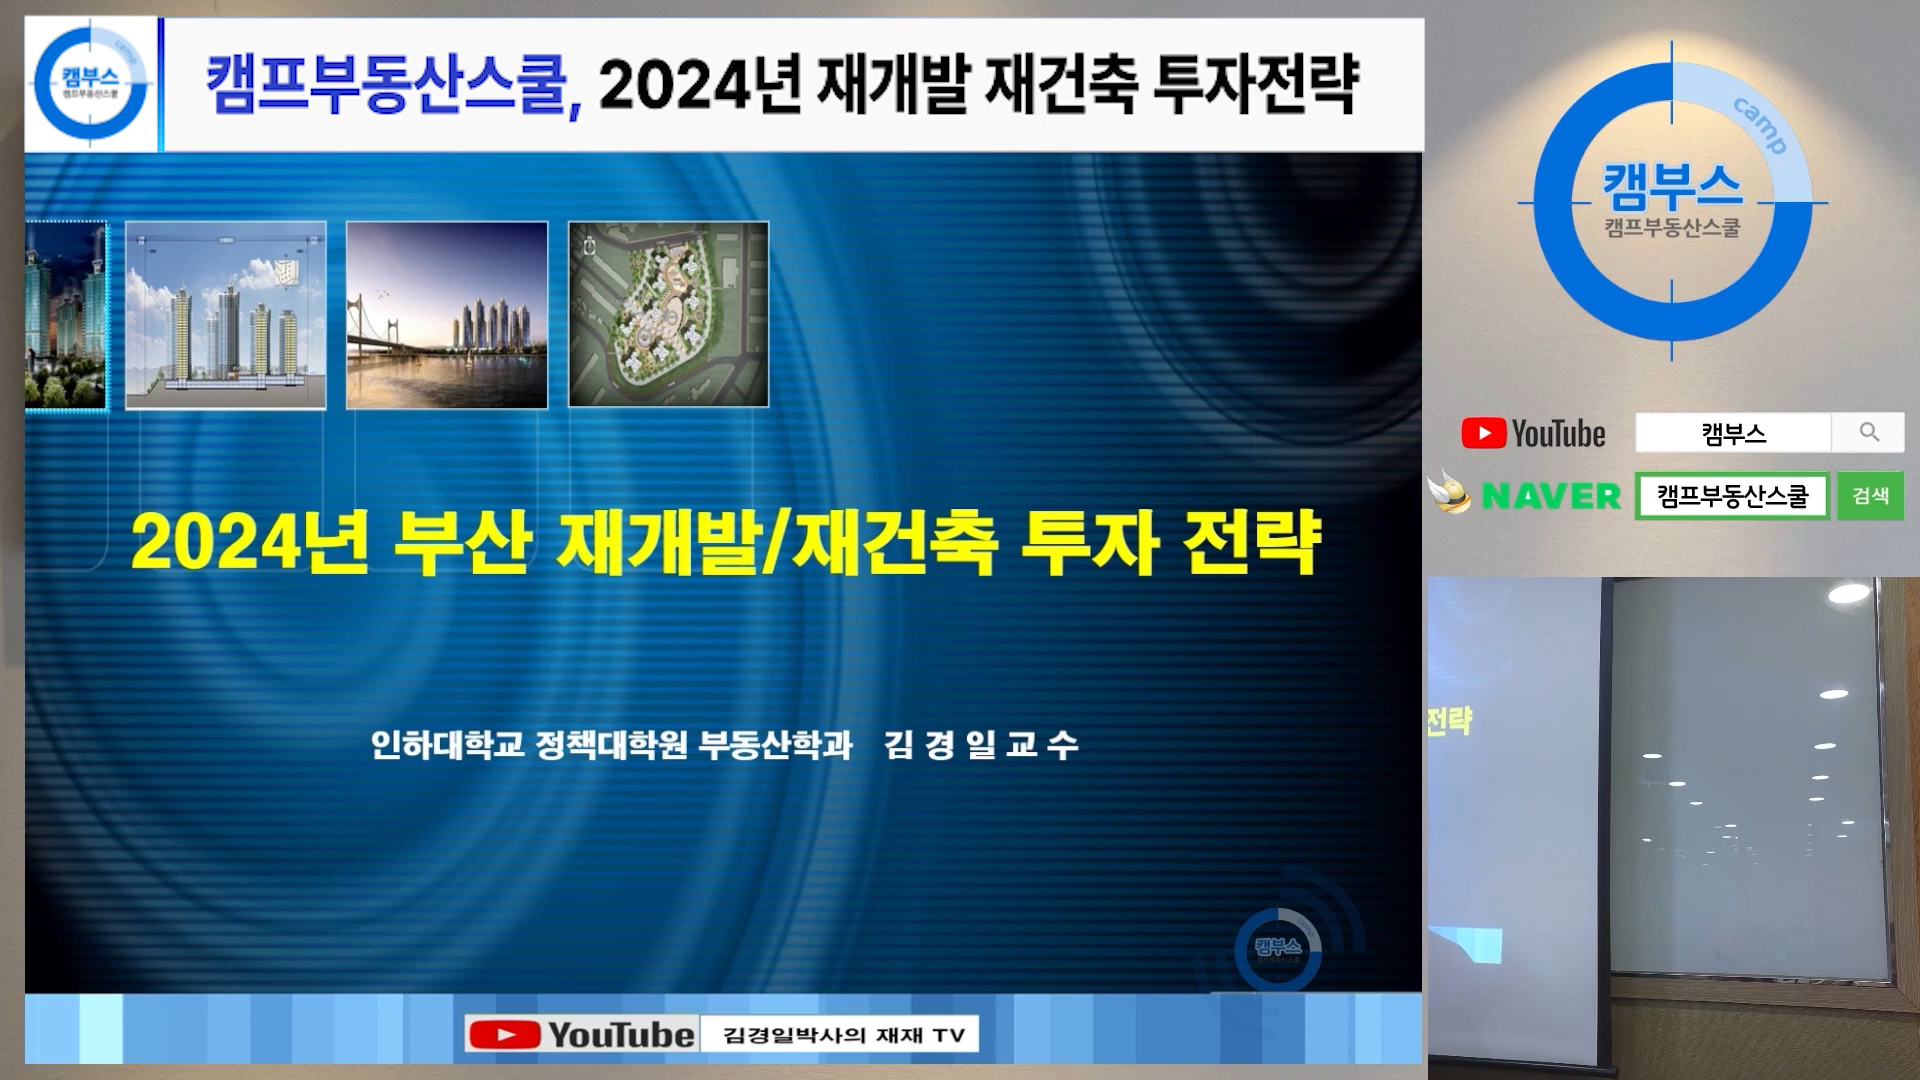 캠부스
캠프부동산스쿨
camp
캠프부동산스쿨, 2024년 재개발 재건축 투자전략
2024년 부산 재개발/재건축 투자 전략
인하대학교 정책대학원 부동산학과 김 경 일 교 수
캠부스
YouTube 김경일박사의 재재 TV
camp
캠부스
캠프부동산스쿨
YouTube 캠부스
NAVER 캠프부동산스쿨 검색
전략